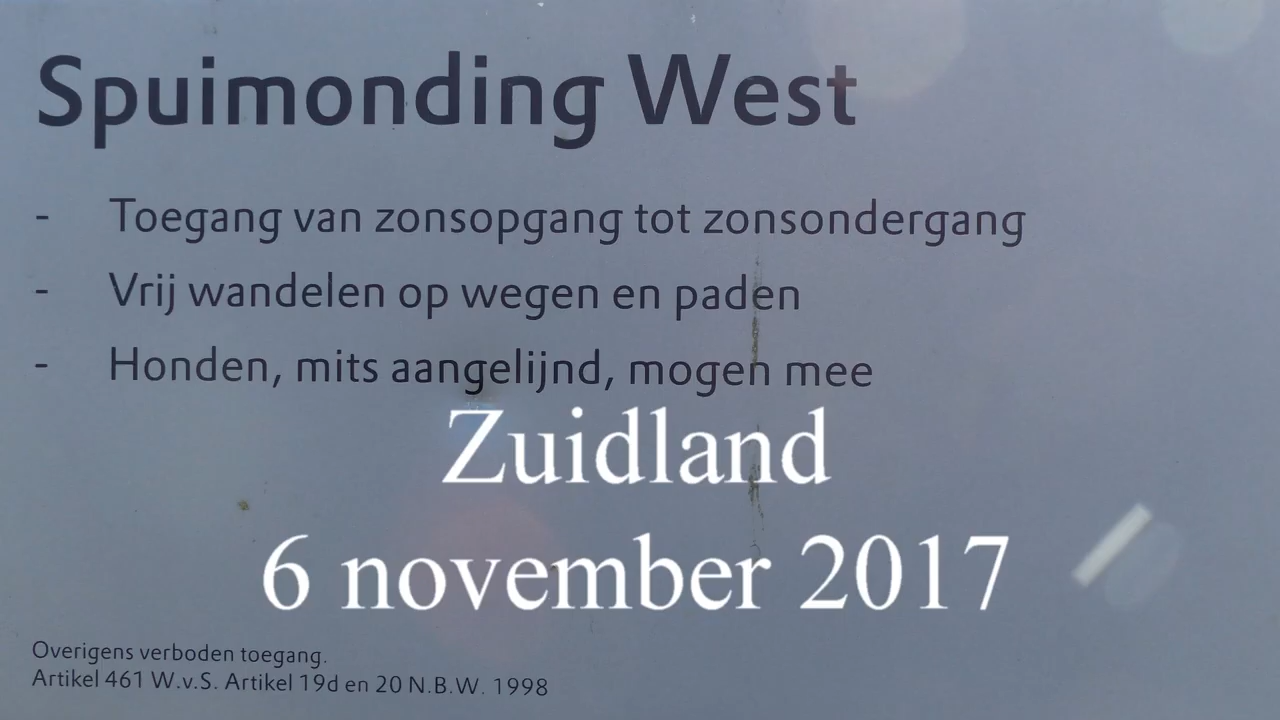 Spuimonding West
- Toegang van zonsopgang tot zonsondergang
- Vrij wandelen op wegen en paden
- Honden, mits aangelijnd, mogen mee
Zuidland
6 november 2017
Overigens verboden toegang.
Artikel 461 W.v.S. Artikel 19d en 20 N.B.W. 1998